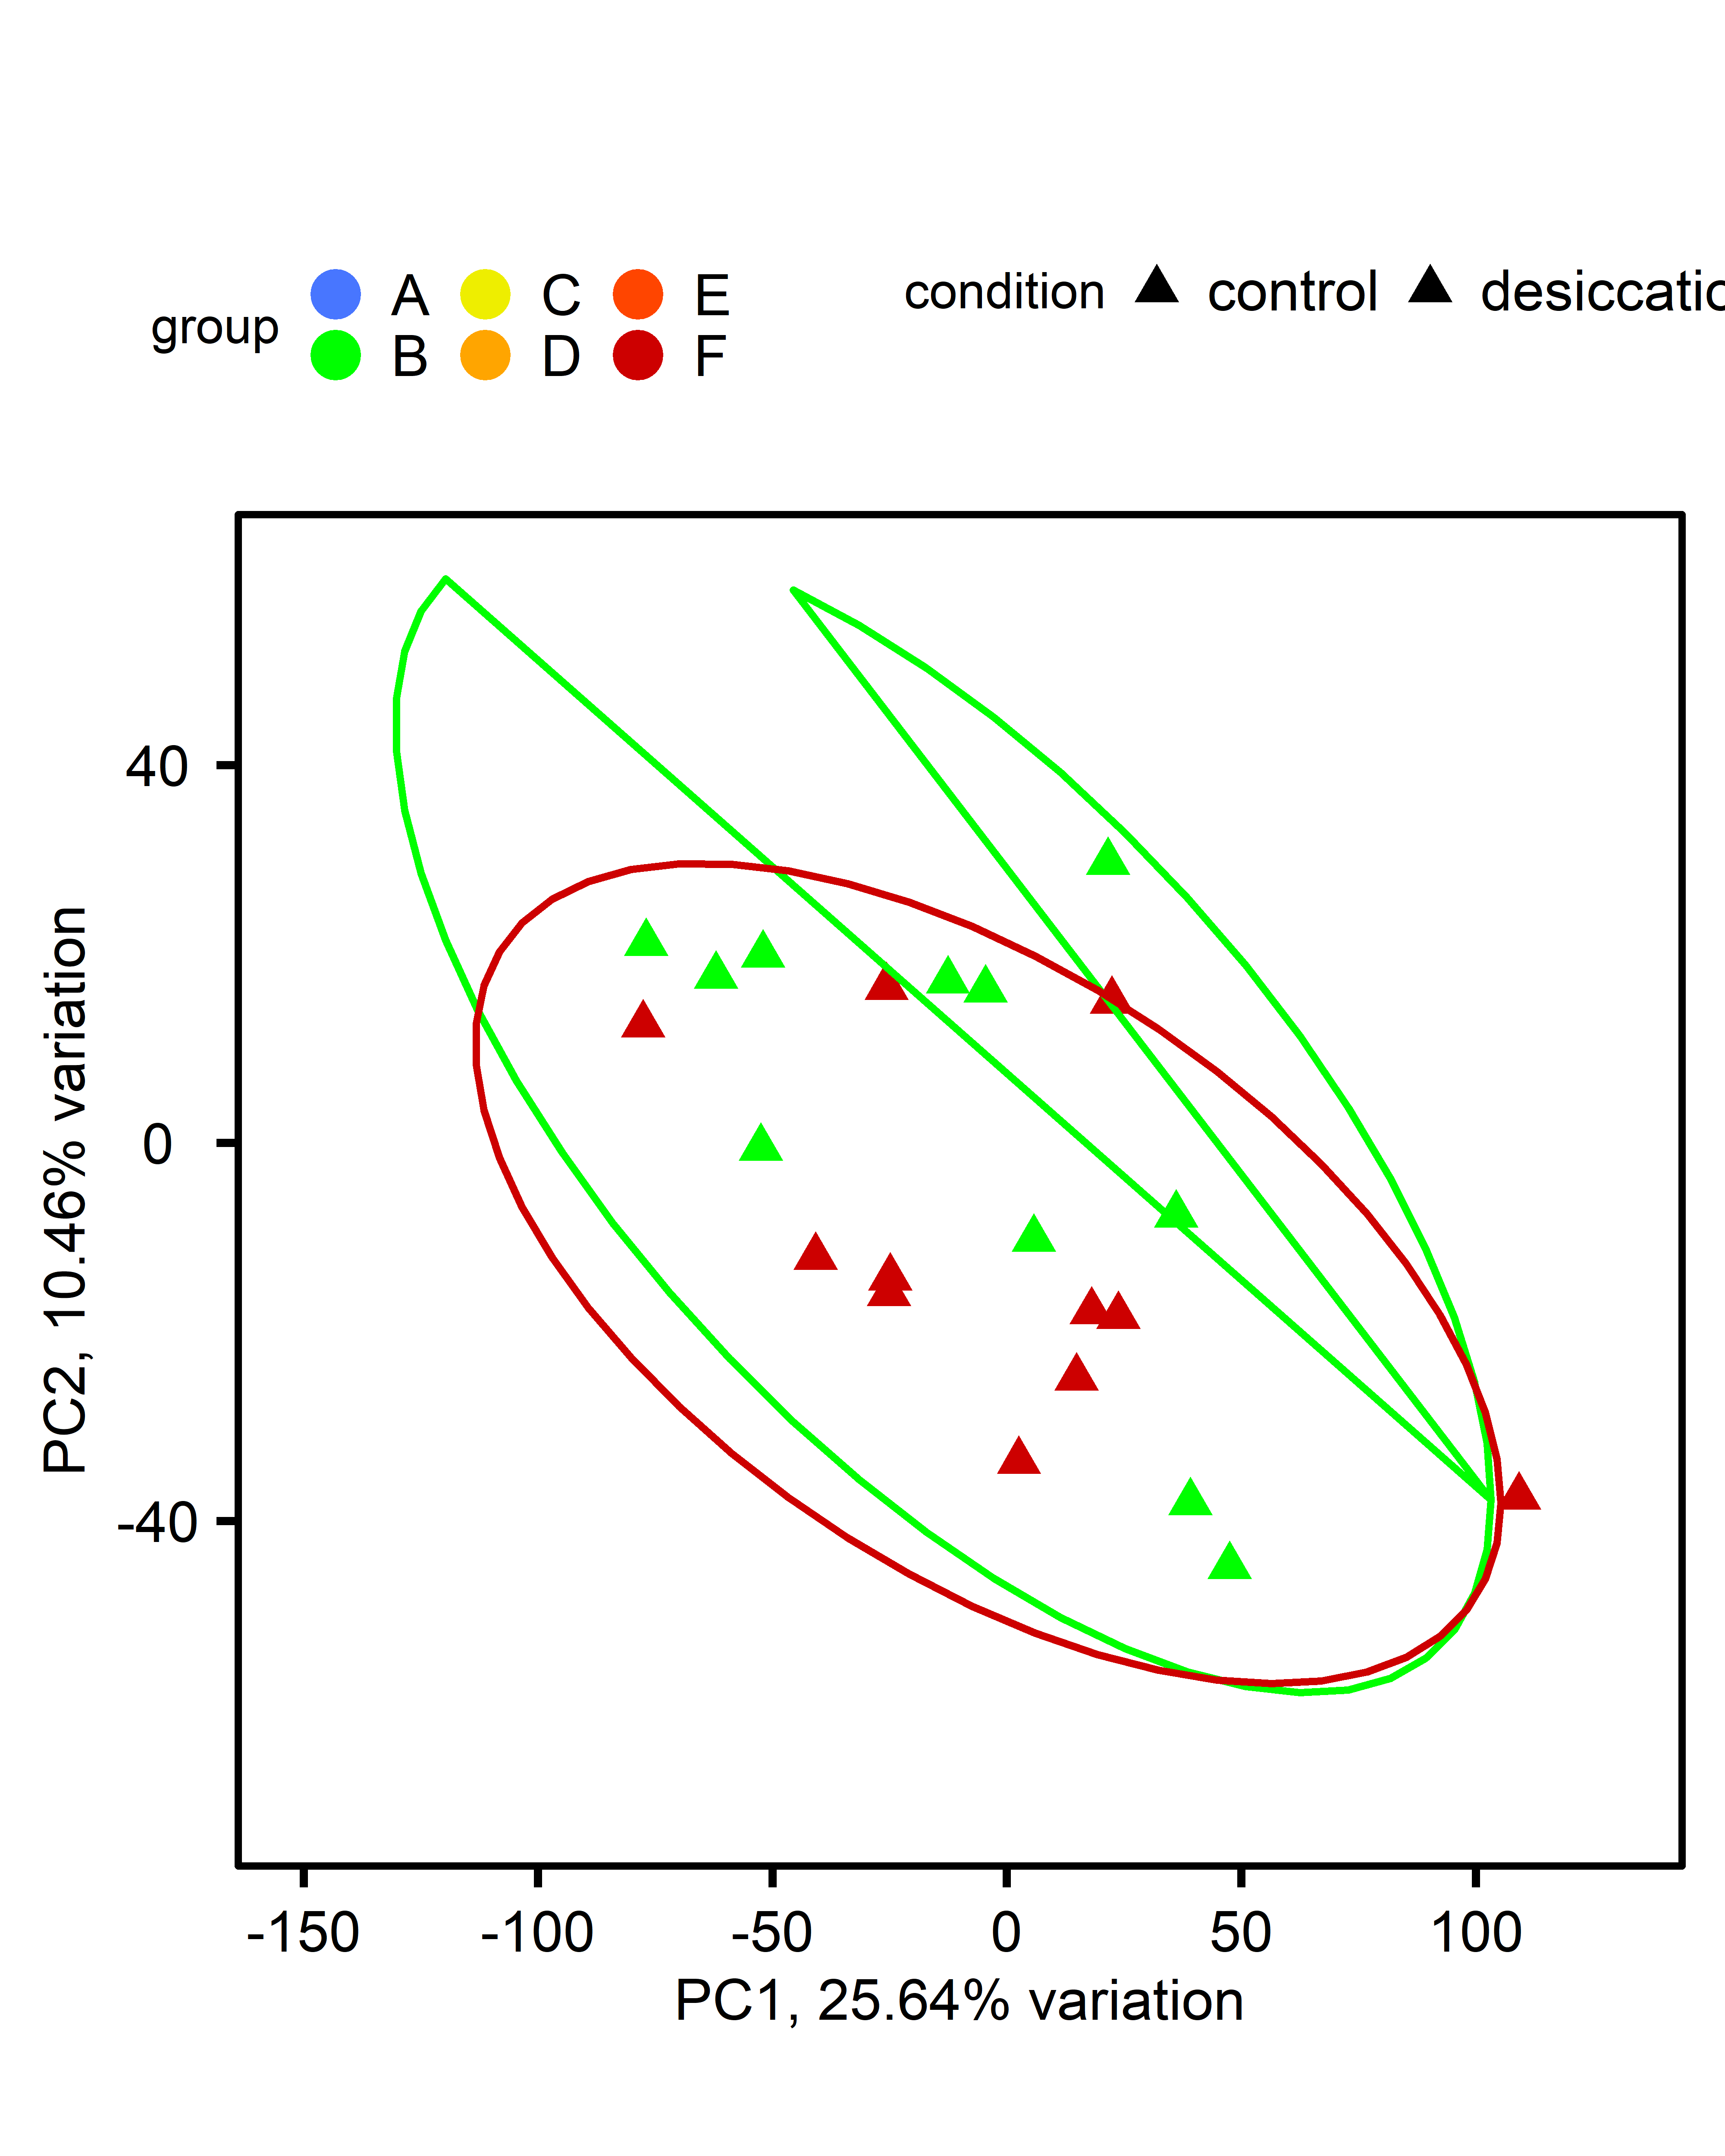 group A C E
B D F
condition control desiccatio
40
0
-40
PC2, 10.46% variation
-150 -100 -50 0 50 100
PC1, 25.64% variation